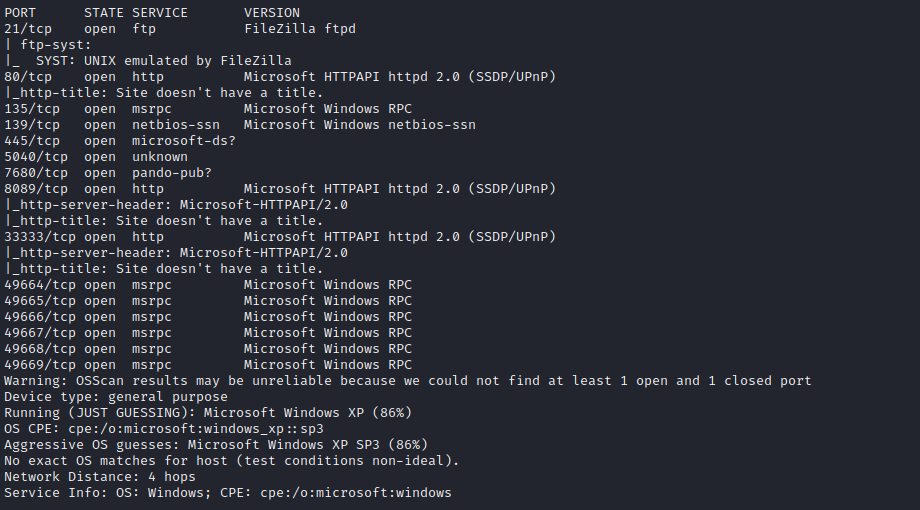 PORT      STATE SERVICE       VERSION
21/tcp    open  ftp           FileZilla ftpd
| ftp-syst:
|_  SYST: UNIX emulated by FileZilla
80/tcp    open  http          Microsoft HTTPAPI httpd 2.0 (SSDP/UPnP)
|_http-title: Site doesn't have a title.
135/tcp   open  msrpc         Microsoft Windows RPC
139/tcp   open  netbios-ssn   Microsoft Windows netbios-ssn
445/tcp   open  microsoft-ds?
5040/tcp  open  unknown
7680/tcp  open  pando-pub?
8089/tcp  open  http          Microsoft HTTPAPI httpd 2.0 (SSDP/UPnP)
|_http-server-header: Microsoft-HTTPAPI/2.0
|_http-title: Site doesn't have a title.
33333/tcp open  http          Microsoft HTTPAPI httpd 2.0 (SSDP/UPnP)
|_http-server-header: Microsoft-HTTPAPI/2.0
|_http-title: Site doesn't have a title.
49664/tcp open  msrpc         Microsoft Windows RPC
49665/tcp open  msrpc         Microsoft Windows RPC
49666/tcp open  msrpc         Microsoft Windows RPC
49667/tcp open  msrpc         Microsoft Windows RPC
49668/tcp open  msrpc         Microsoft Windows RPC
49669/tcp open  msrpc         Microsoft Windows RPC
Warning: OSScan results may be unreliable because we could not find at least 1 open and 1 closed port
Device type: general purpose
Running (JUST GUESSING): Microsoft Windows XP (86%)
OS CPE: cpe:/o:microsoft:windows_xp::sp3
Aggressive OS guesses: Microsoft Windows XP SP3 (86%)
No exact OS matches for host (test conditions non-ideal).
Network Distance: 4 hops
Service Info: OS: Windows; CPE: cpe:/o:microsoft:windows